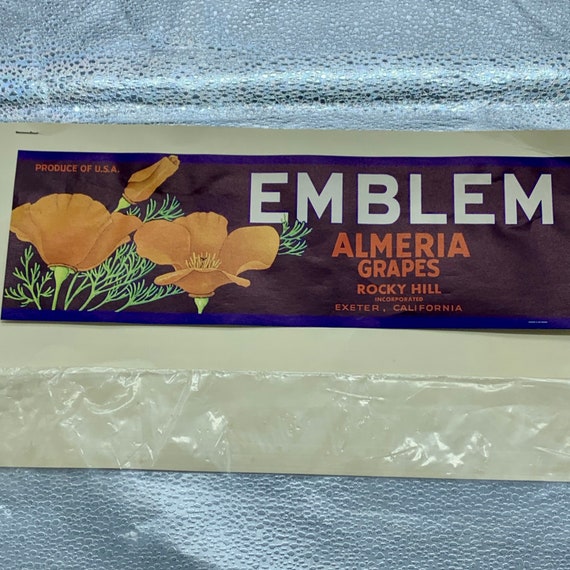 PRODUCE OF U.S.A.
EMBLEM
ALMERIA
GRAPES
ROCKY HILL
INCORPORATED
EXETER, CALIFORNIA